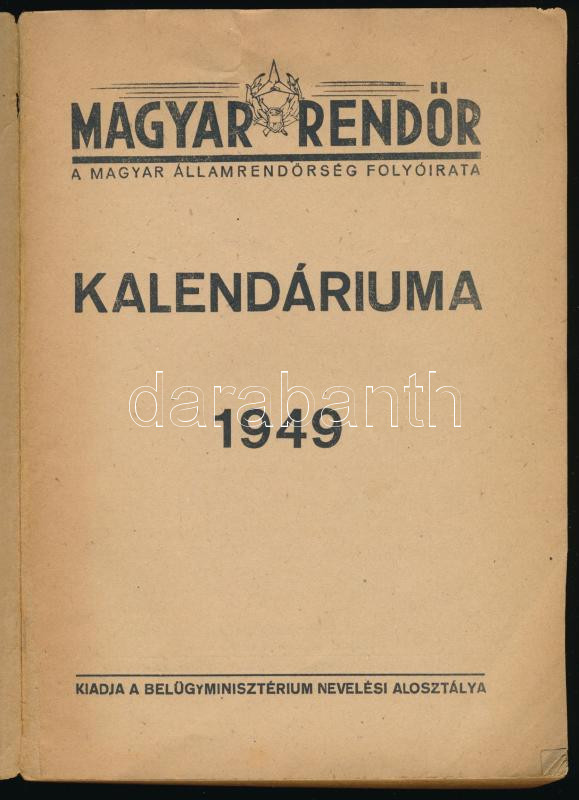 MAGYAR RENDŐR
A MAGYAR ÁLLAMRENDŐRSÉG FOLYÓIRATA
KALENDÁRIUMA
darabanth
1949
KIADJA A BELÜGYMINISZTÉRIUM NEVELÉSI ALOSZTÁLYA